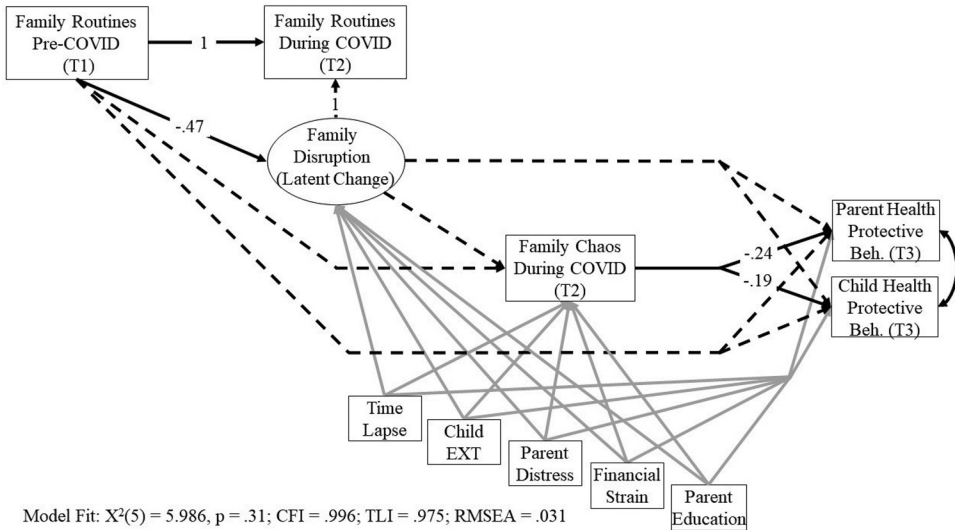 Family Routines
Pre-COVID
(T1)
1
Family Routines
During COVID
(T2)
1
-.47
Family
Disruption
(Latent Change)
Family Chaos
During COVID
(T2)
-.24
-.19
Parent Health
Protective
Beh. (T3)
Child Health
Protective
Beh. (T3)
Time
Lapse
Child
EXT
Parent
Distress
Financial
Strain
Parent
Education
Model Fit: X²(5) = 5.986, p = .31; CFI = .996; TLI = .975; RMSEA = .031